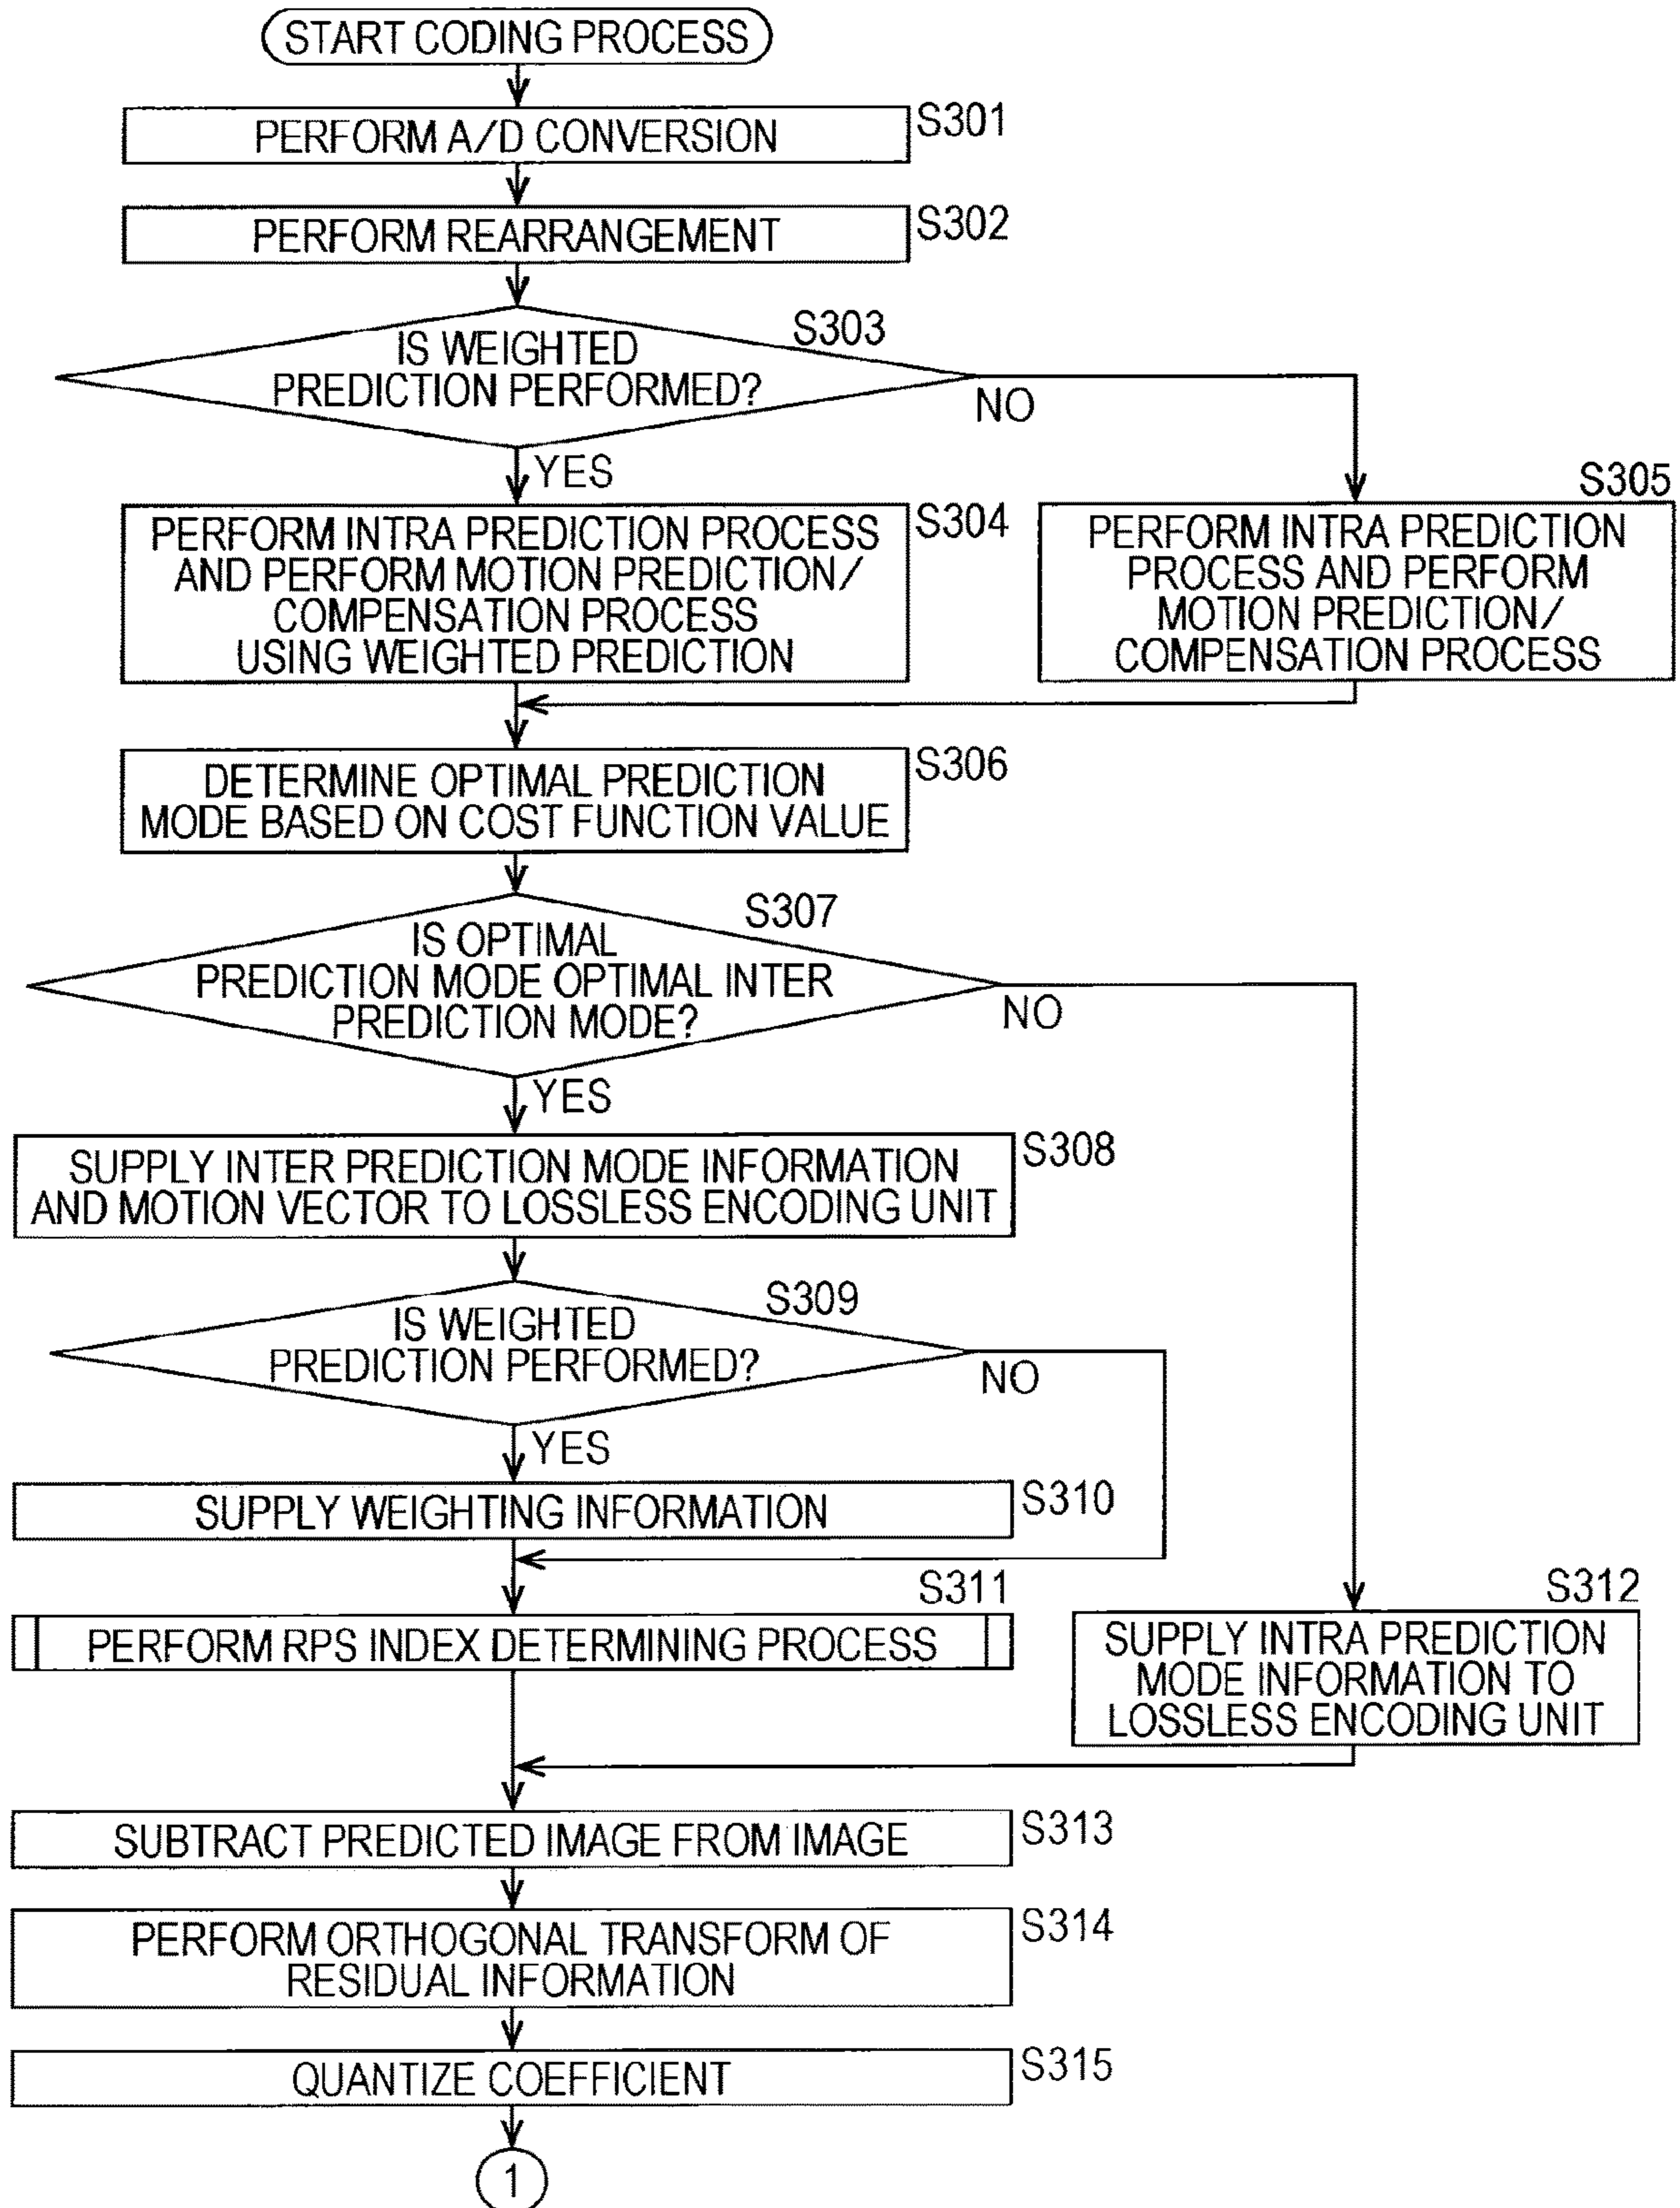 START CODING PROCESS
S301
PERFORM A/D CONVERSION
S302
PERFORM REARRANGEMENT
S303
IS WEIGHTED
PREDICTION PERFORMED?
NO
YES
S304
PERFORM INTRA PREDICTION PROCESS
AND PERFORM MOTION PREDICTION/
COMPENSATION PROCESS
USING WEIGHTED PREDICTION
S305
PERFORM INTRA PREDICTION
PROCESS AND PERFORM
MOTION PREDICTION/
COMPENSATION PROCESS
S306
DETERMINE OPTIMAL PREDICTION
MODE BASED ON COST FUNCTION VALUE
S307
IS OPTIMAL
PREDICTION MODE OPTIMAL INTER
PREDICTION MODE?
NO
YES
S308
SUPPLY INTER PREDICTION MODE INFORMATION
AND MOTION VECTOR TO LOSSLESS ENCODING UNIT
S309
IS WEIGHTED
PREDICTION PERFORMED?
NO
YES
S310
SUPPLY WEIGHTING INFORMATION
S311
PERFORM RPS INDEX DETERMINING PROCESS
S312
SUPPLY INTRA PREDICTION
MODE INFORMATION TO
LOSSLESS ENCODING UNIT
S313
SUBTRACT PREDICTED IMAGE FROM IMAGE
S314
PERFORM ORTHOGONAL TRANSFORM OF
RESIDUAL INFORMATION
S315
QUANTIZE COEFFICIENT
1